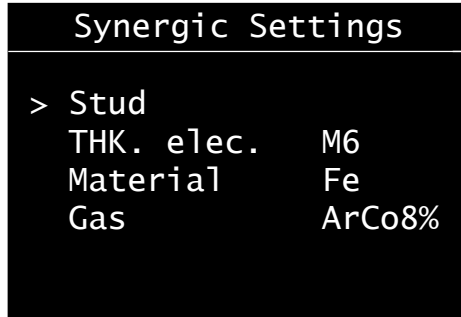 Synergic Settings
> Stud
THK. elec. M6
Material Fe
Gas ArCo8%